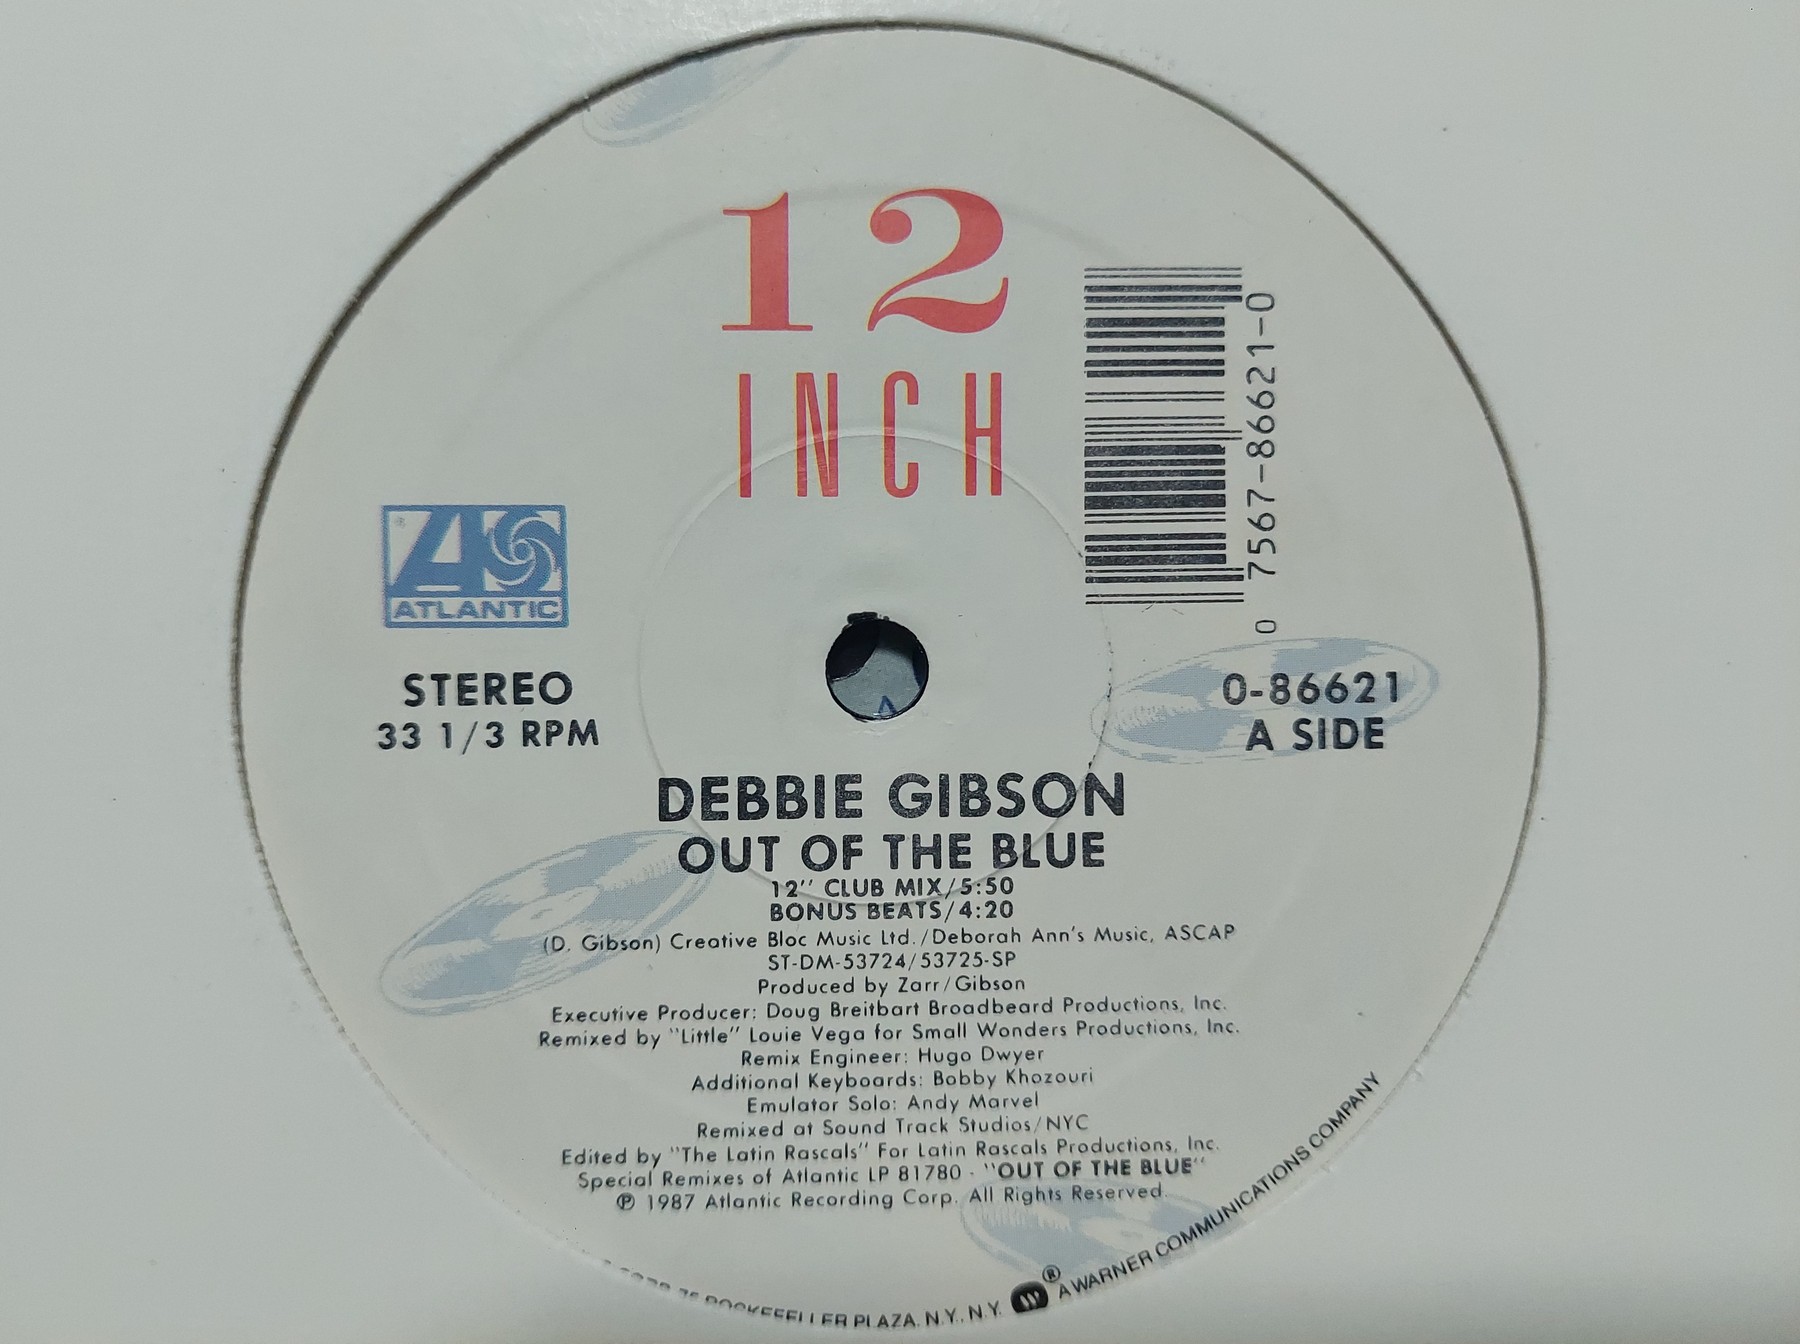 12
INCH
0 7567-86621-0
ATLANTIC
®
STEREO
33 1/3 RPM
0-86621
A SIDE
DEBBIE GIBSON
OUT OF THE BLUE
12" CLUB MIX/5:50
BONUS BEATS/4:20
(D. Gibson) Creative Bloc Music Ltd./Deborah Ann's Music, ASCAP
ST-DM-53724/53725-SP
Produced by Zarr/Gibson
Executive Producer: Doug Breitbart Broadbeard Productions, Inc.
Remixed by "Little" Louie Vega for Small Wonders Productions, Inc.
Remix Engineer: Hugo Dwyer
Additional Keyboards: Bobby Khozouri
Emulator Solo: Andy Marvel
Remixed at Sound Track Studios/NYC
Edited by "The Latin Rascals" For Latin Rascals Productions, Inc.
Special Remixes of Atlantic LP 81780 - "OUT OF THE BLUE"
℗ 1987 Atlantic Recording Corp. All Rights Reserved.
75 ROCKEFELLER PLAZA, N.Y., N.Y. ® A WARNER COMMUNICATIONS COMPANY